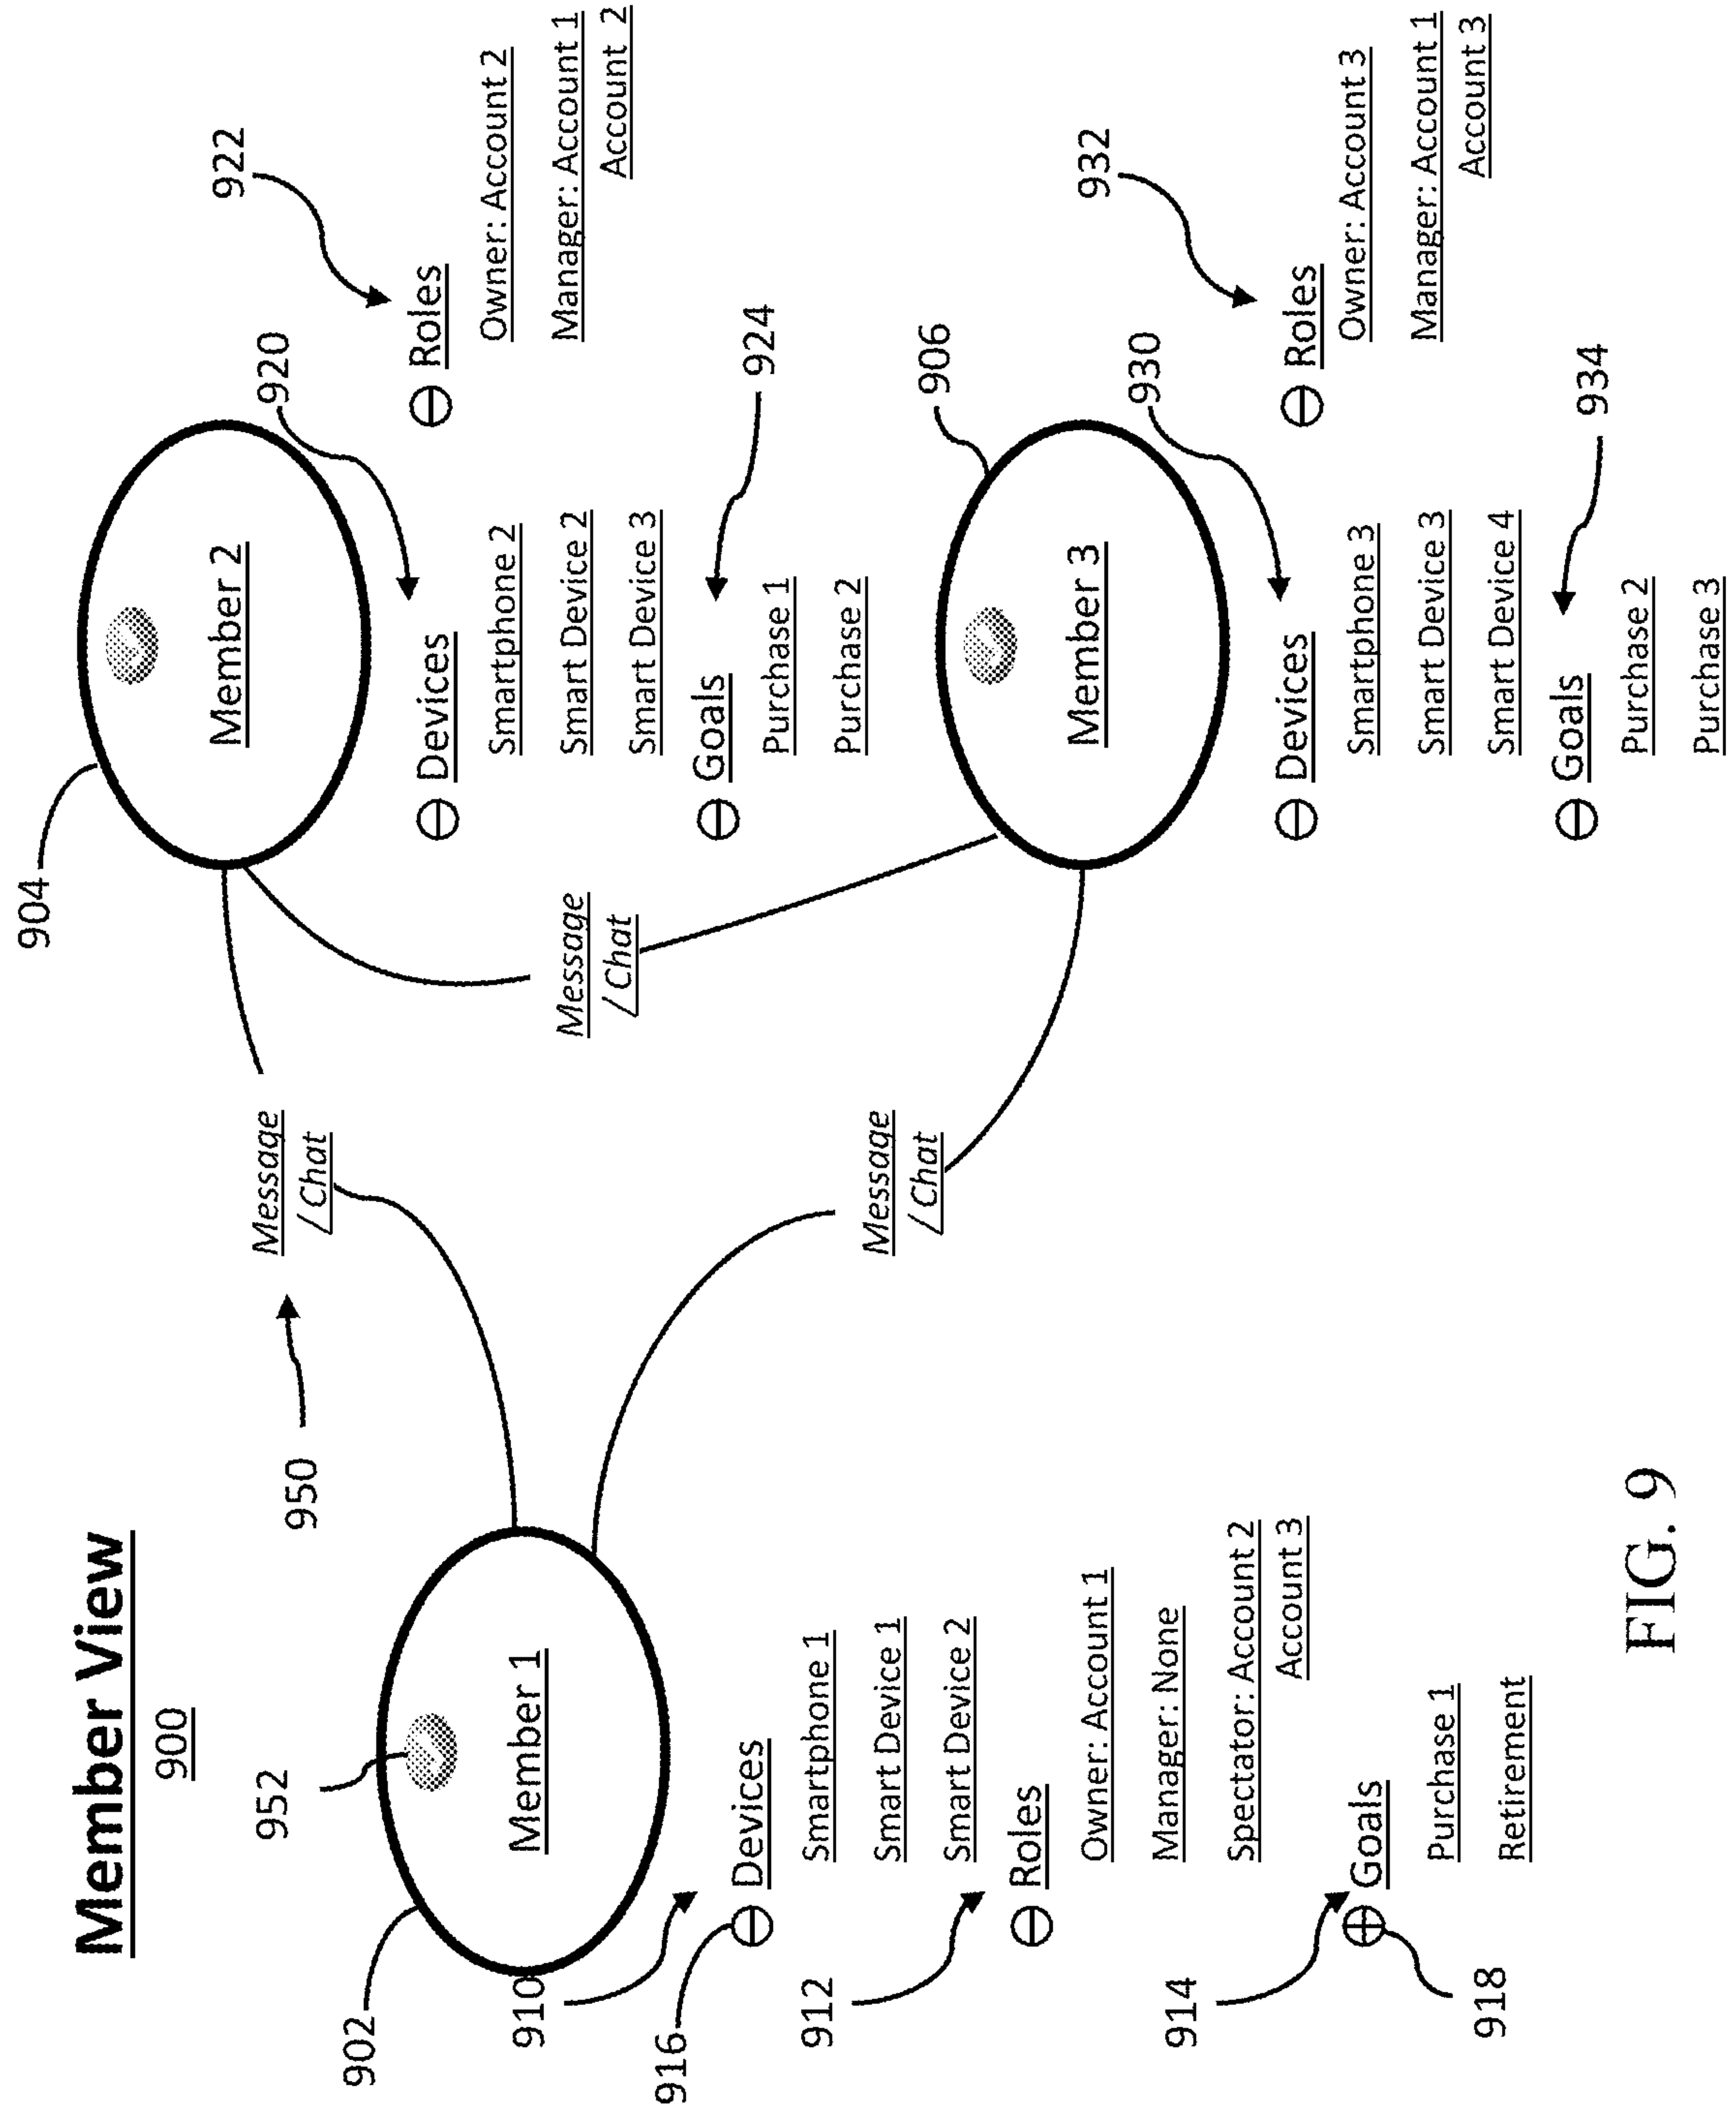 Member View
900
904
Member 2
920
922
Devices
Smartphone 2
Smart Device 2
Smart Device 3
Roles
Owner: Account 2
Manager: Account 1
Account 2
Goals
Purchase 1
Purchase 2
924
950
Message
/Chat
Message
/Chat
Message
/Chat
952
902
Member 1
910
916
Devices
Smartphone 1
Smart Device 1
Smart Device 2
912
Roles
Owner: Account 1
Manager: None
Spectator: Account 2
Account 3
914
Goals
918
Purchase 1
Retirement
906
Member 3
930
932
Devices
Smartphone 3
Smart Device 3
Smart Device 4
Roles
Owner: Account 3
Manager: Account 1
Account 3
934
Goals
Purchase 2
Purchase 3
FIG. 9